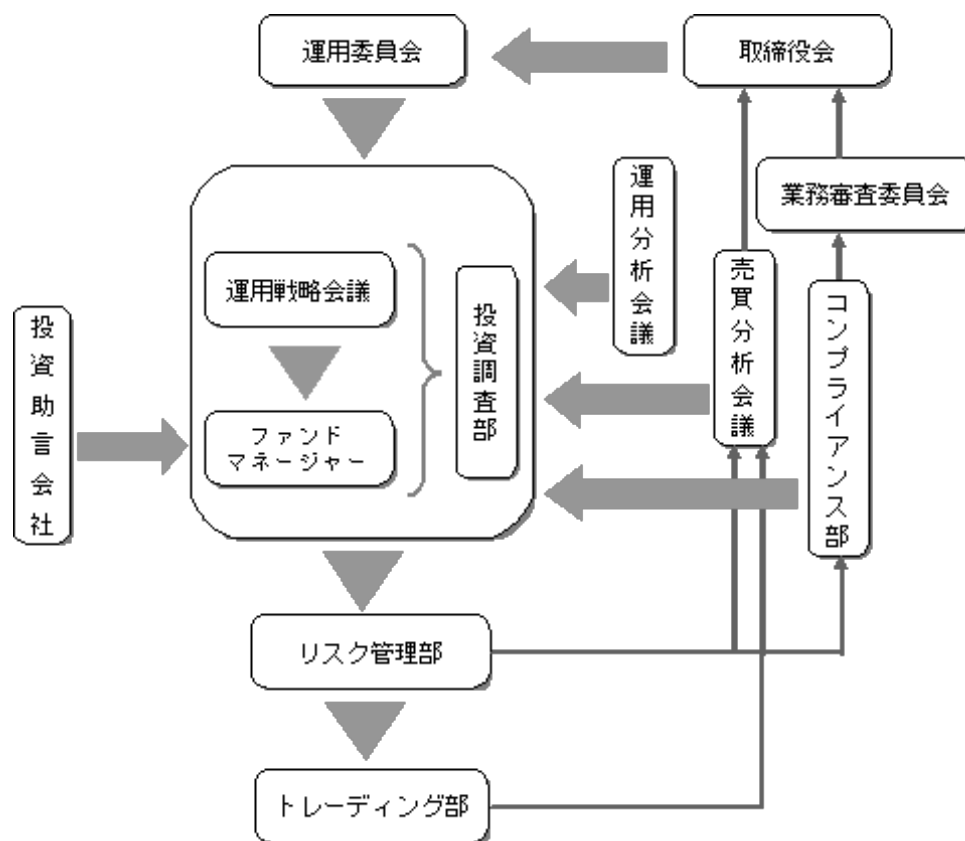 運用委員会
取締役会
運用分析会議
業務審査委員会
運用戦略会議
投資調査部
売買分析会議
コンプライアンス部
投資助言会社
ファンド
マネージャー
リスク管理部
トレーディング部